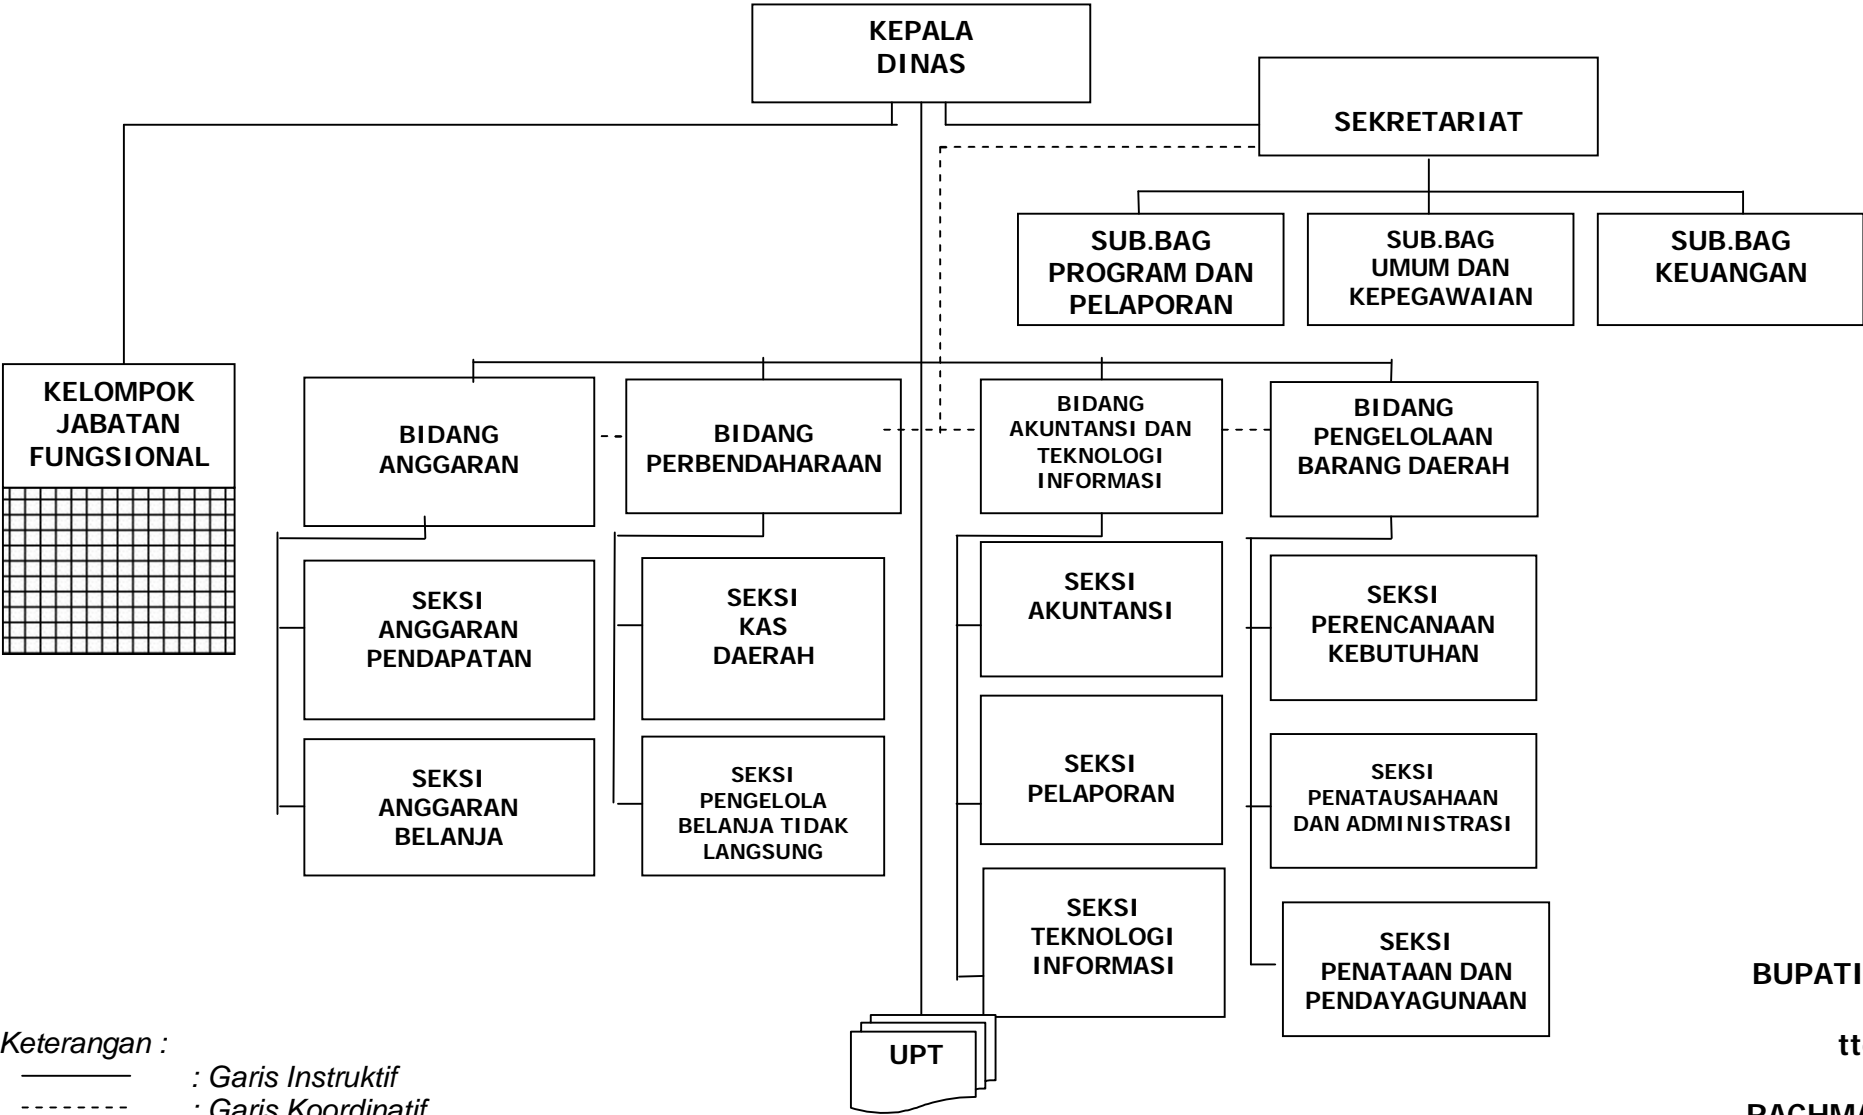 KEPALA
DINAS
SEKRETARIAT
SUB.BAG
PROGRAM DAN
PELAPORAN
SUB.BAG
UMUM DAN
KEPEGAWAIAN
SUB.BAG
KEUANGAN
KELOMPOK
JABATAN
FUNGSIONAL
BIDANG
ANGGARAN
BIDANG
PERBENDAHARAAN
BIDANG
AKUNTANSI DAN
TEKNOLOGI
INFORMASI
BIDANG
PENGELOLAAN
BARANG DAERAH
SEKSI
ANGGARAN
PENDAPATAN
SEKSI
KAS
DAERAH
SEKSI
AKUNTANSI
SEKSI
PERENCANAAN
KEBUTUHAN
SEKSI
ANGGARAN
BELANJA
SEKSI
PENGELOLA
BELANJA TIDAK
LANGSUNG
SEKSI
PELAPORAN
SEKSI
PENATAUSAHAAN
DAN ADMINISTRASI
SEKSI
TEKNOLOGI
INFORMASI
SEKSI
PENATAAN DAN
PENDAYAGUNAAN
UPT
Keterangan :
: Garis Instruktif
: Garis Koordinatif
BUPATI